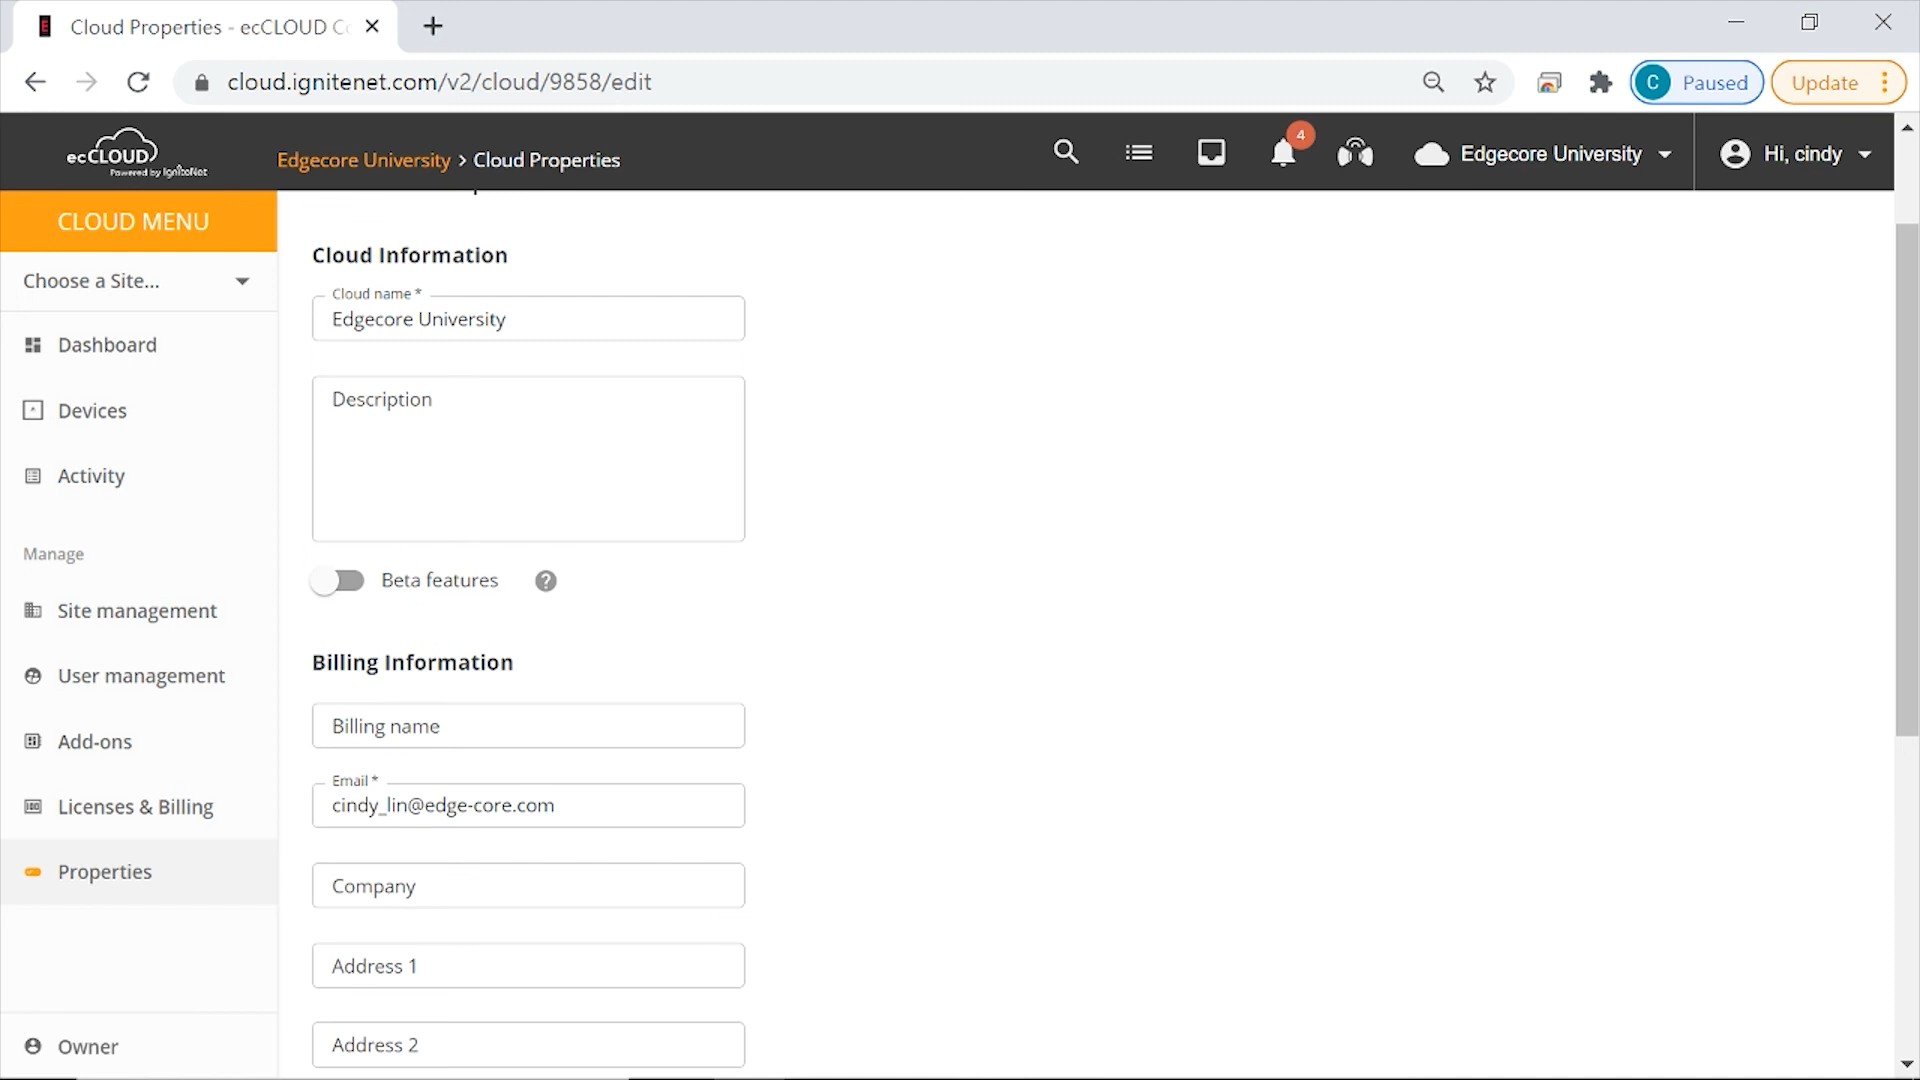 Cloud Properties - ecCLOUD Co
cloud.ignitenet.com/v2/cloud/9858/edit
C Paused
Update
ecCLOUD
Powered by IgniteNet
Edgecore University > Cloud Properties
4
Edgecore University
Hi, cindy
CLOUD MENU
Choose a Site...
Dashboard
Devices
Activity
Manage
Site management
User management
Add-ons
Licenses & Billing
Properties
Owner
Cloud Information
Cloud name *
Edgecore University
Description
Beta features
Billing Information
Billing name
Email *
cindy_lin@edge-core.com
Company
Address 1
Address 2